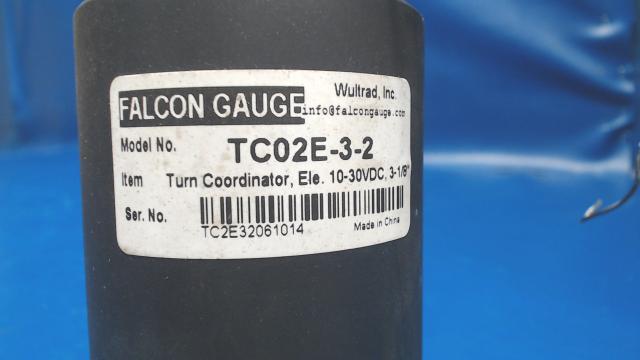 FALCON GAUGE
Wultrad, Inc.
info@falcongauge.com
Model No. TC02E-3-2
Item Turn Coordinator, Ele. 10-30VDC, 3-1/8"
Ser. No.
TC2E32061014
Made in China